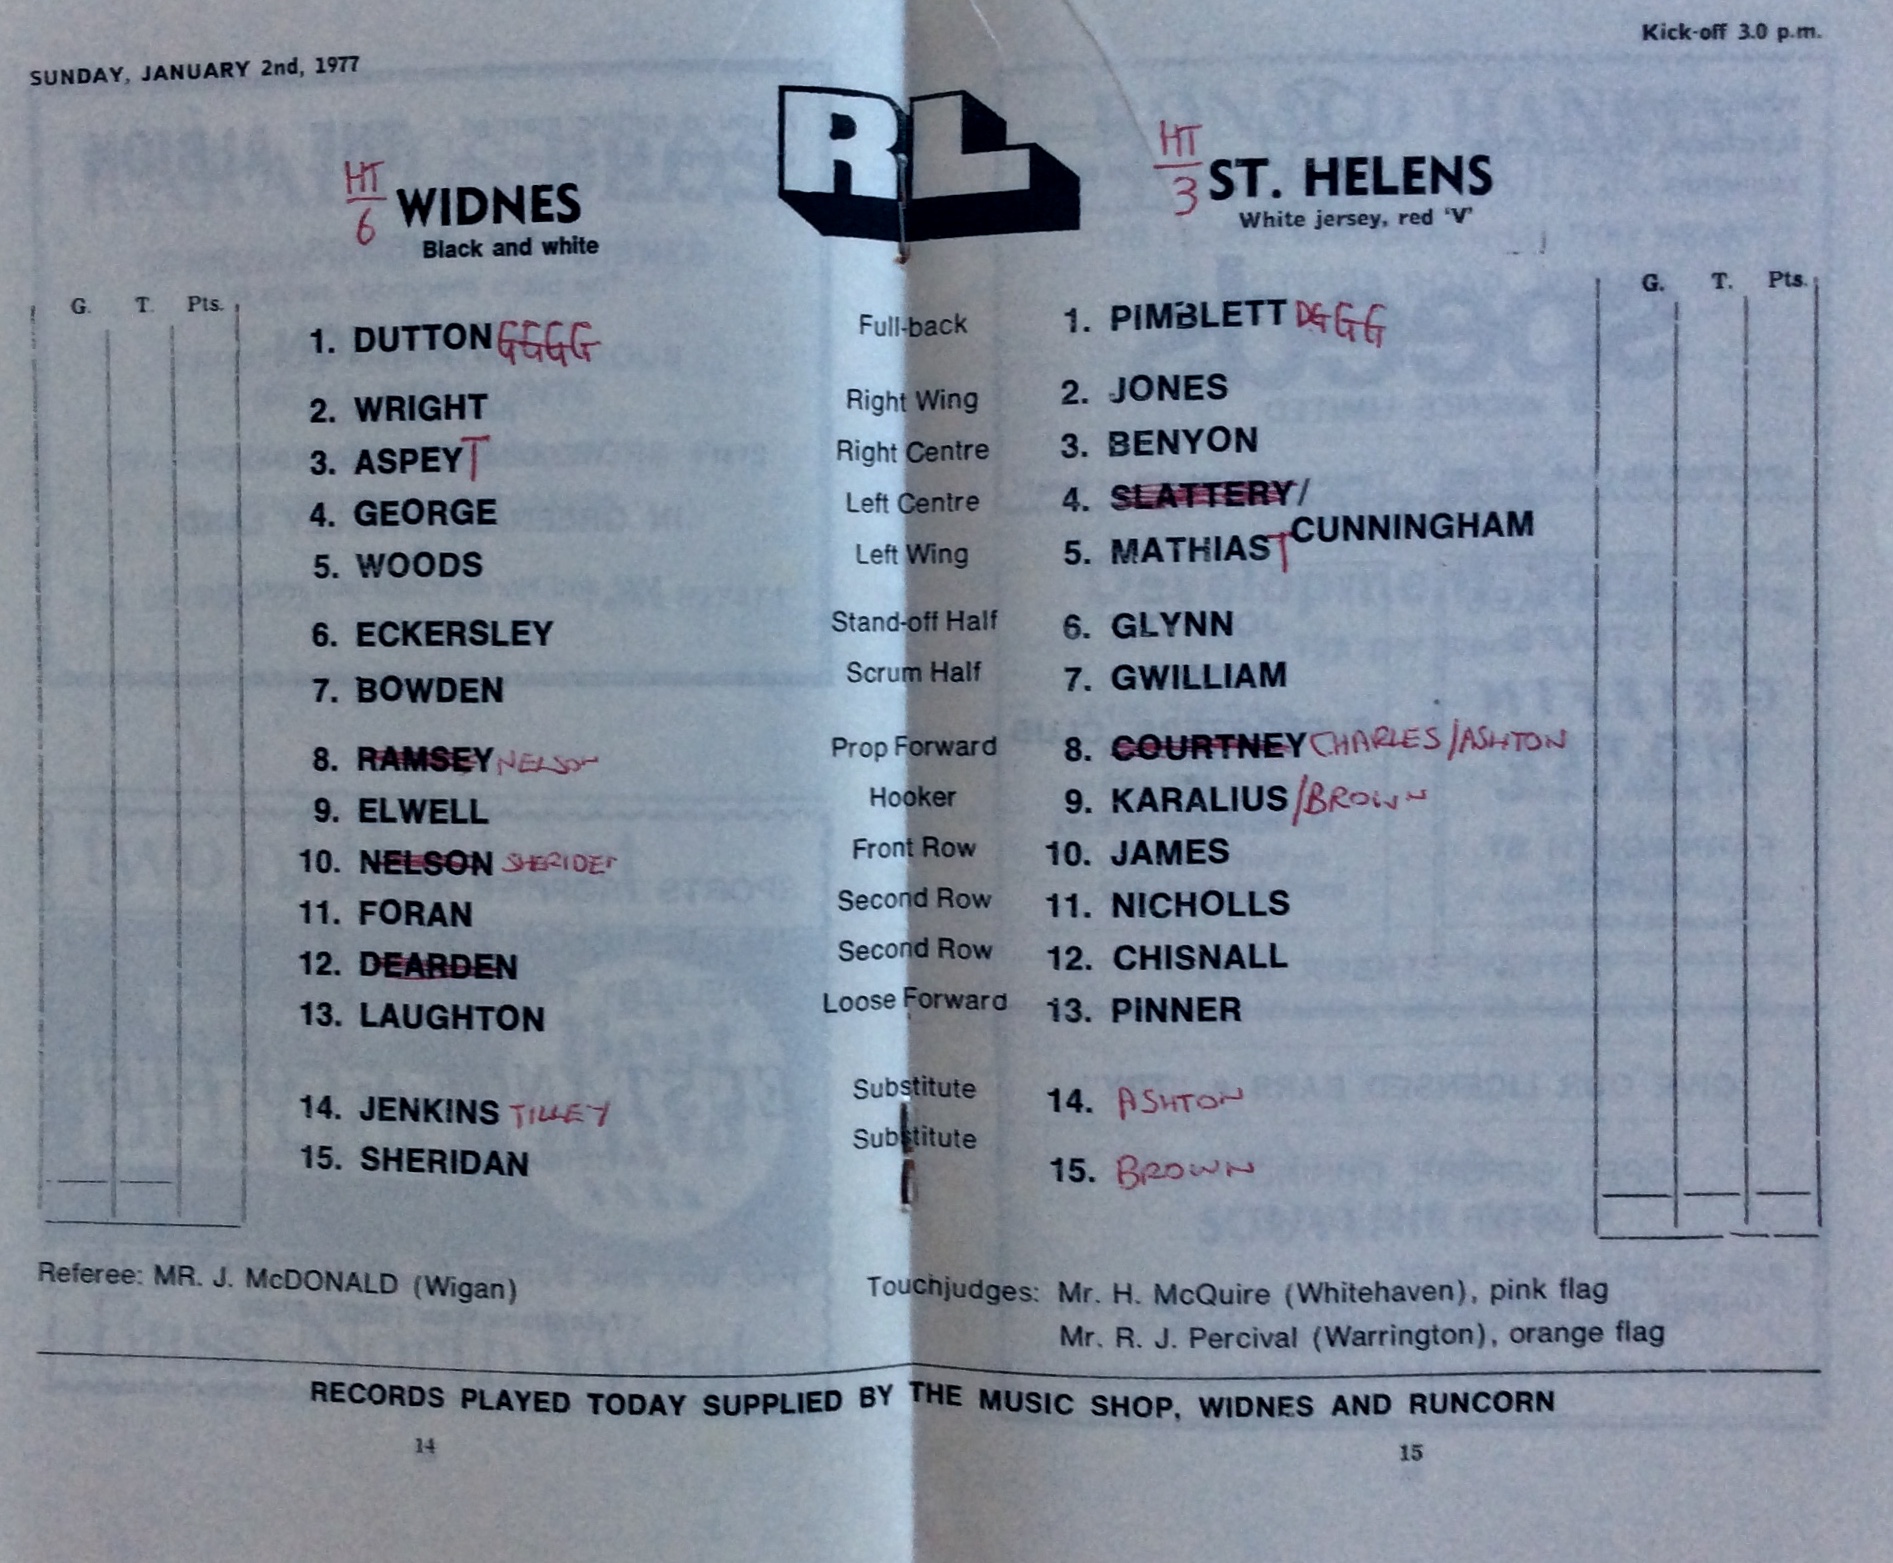 Kick-off 3.0 p.m.
SUNDAY, JANUARY 2nd, 1977
RL
HT
6
WIDNES
Black and white
HT
3
ST. HELENS
White jersey, red 'V'
G. T. Pts.
G. T. Pts.
1. DUTTON GGGG Full-back 1. PIMBLETT DG G G
2. WRIGHT Right Wing 2. JONES
3. ASPEY T Right Centre 3. BENYON
4. GEORGE Left Centre 4. SLATTERY/
CUNNINGHAM
5. WOODS Left Wing 5. MATHIAS T
6. ECKERSLEY Stand-off Half 6. GLYNN
7. BOWDEN Scrum Half 7. GWILLIAM
8. RAMSEY NELSON Prop Forward 8. COURTNEY CHARLES/ASHTON
9. ELWELL Hooker 9. KARALIUS/BROWN
10. NELSON Front Row 10. JAMES
11. FORAN Second Row 11. NICHOLLS
12. DEARDEN Second Row 12. CHISNALL
13. LAUGHTON Loose Forward 13. PINNER
14. JENKINS TILLEY Substitute 14. ASHTON
15. SHERIDAN Substitute 15. BROWN
Referee: MR. J. McDONALD (Wigan)
Touchjudges: Mr. H. McQuire (Whitehaven), pink flag
Mr. R. J. Percival (Warrington), orange flag
RECORDS PLAYED TODAY SUPPLIED BY THE MUSIC SHOP, WIDNES AND RUNCORN
14
15